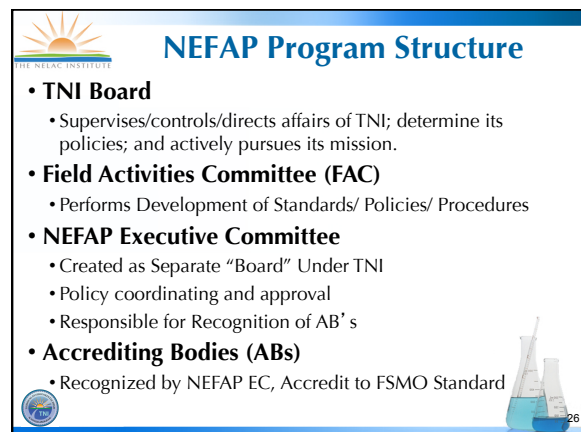 NEFAP Program Structure
THE NELAC INSTITUTE
• TNI Board
• Supervises/controls/directs affairs of TNI; determine its
policies; and actively pursues its mission.
• Field Activities Committee (FAC)
• Performs Development of Standards/ Policies/ Procedures
• NEFAP Executive Committee
• Created as Separate “Board” Under TNI
• Policy coordinating and approval
• Responsible for Recognition of AB’s
• Accrediting Bodies (ABs)
• Recognized by NEFAP EC, Accredit to FSMO Standard
TNI
26